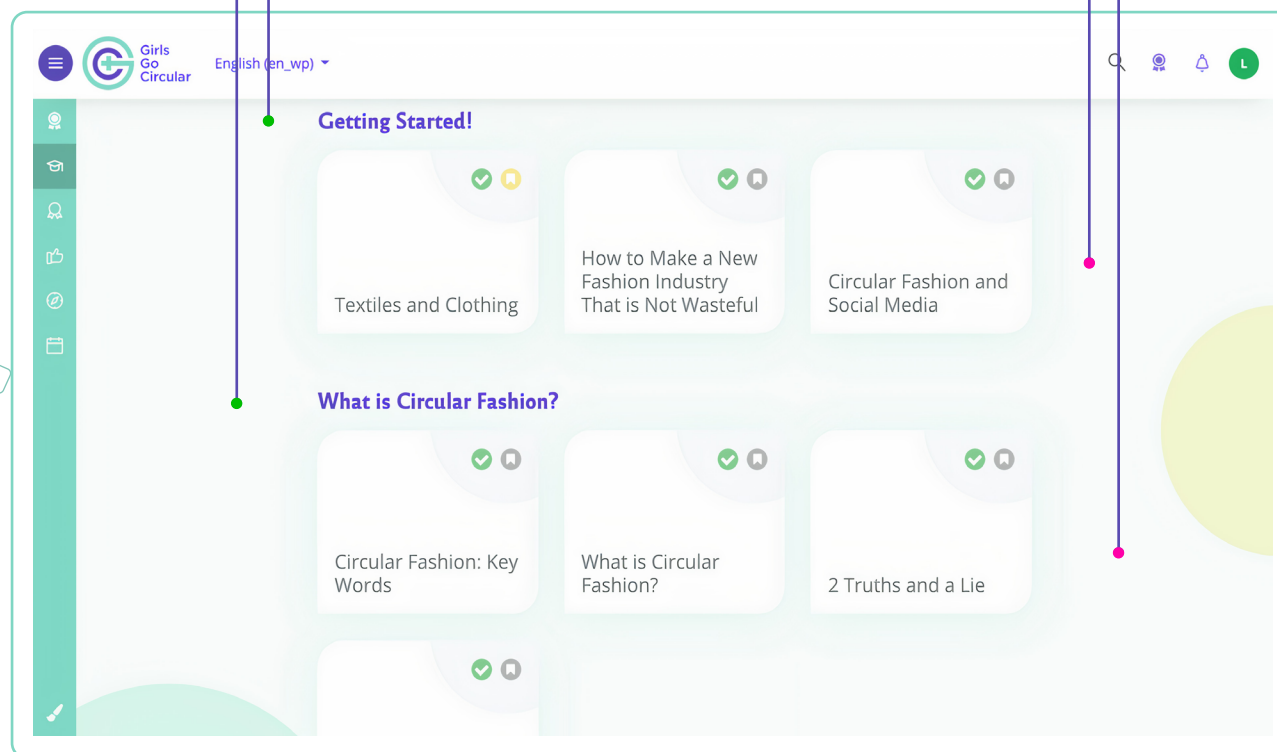 Girls
Go
Circular
English (en_wp)
L
Getting Started!
Textiles and Clothing
How to Make a New
Fashion Industry
That is Not Wasteful
Circular Fashion and
Social Media
What is Circular Fashion?
Circular Fashion: Key
Words
What is Circular
Fashion?
2 Truths and a Lie